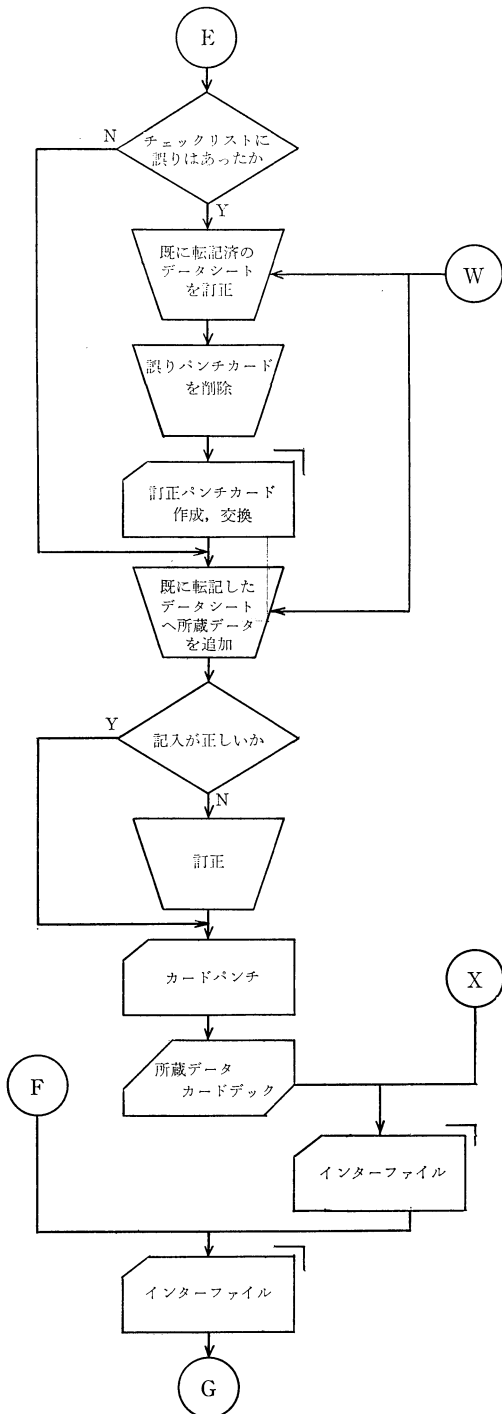 E
チェックリストに
誤りはあったか
N
Y
既に転記済の
データシート
を訂正
W
誤りパンチカード
を削除
訂正パンチカード
作成，交換
既に転記した
データシート
へ所蔵データ
を追加
Y
記入が正しいか
N
訂正
カードパンチ
X
所蔵データ
カードデック
F
インターファイル
インターファイル
G